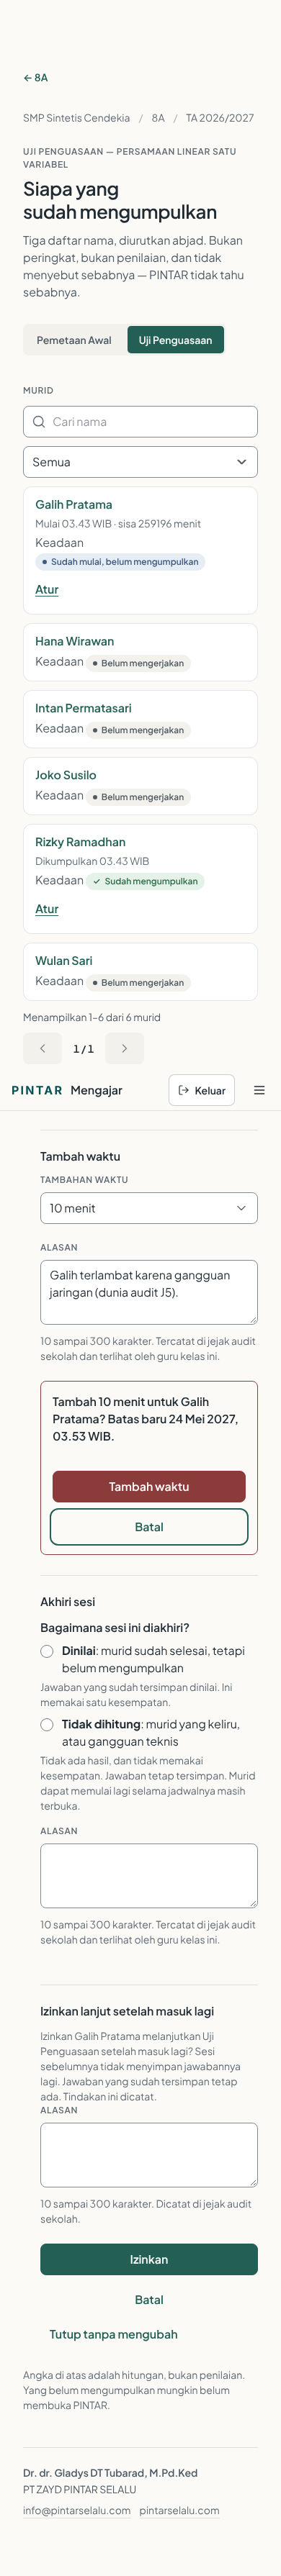 ← 8A
SMP Sintetis Cendekia / 8A / TA 2026/2027
UJI PENGUASAAN — PERSAMAAN LINEAR SATU
VARIABEL
Siapa yang
sudah mengumpulkan
Tiga daftar nama, diurutkan abjad. Bukan
peringkat, bukan penilaian, dan tidak
menyebut sebabnya — PINTAR tidak tahu
sebabnya.
Pemetaan Awal Uji Penguasaan
MURID
Cari nama
Semua
Galih Pratama
Mulai 03.43 WIB · sisa 259196 menit
Keadaan
Sudah mulai, belum mengumpulkan
Atur
Hana Wirawan
Keadaan Belum mengerjakan
Intan Permatasari
Keadaan Belum mengerjakan
Joko Susilo
Keadaan Belum mengerjakan
Rizky Ramadhan
Dikumpulkan 03.43 WIB
Keadaan ✓ Sudah mengumpulkan
Atur
Wulan Sari
Keadaan Belum mengerjakan
Menampilkan 1–6 dari 6 murid
1/1
PINTAR Mengajar Keluar
Tambah waktu
TAMBAHAN WAKTU
10 menit
ALASAN
Galih terlambat karena gangguan
jaringan (dunia audit J5).
10 sampai 300 karakter. Tercatat di jejak audit
sekolah dan terlihat oleh guru kelas ini.
Tambah 10 menit untuk Galih
Pratama? Batas baru 24 Mei 2027,
03.53 WIB.
Tambah waktu
Batal
Akhiri sesi
Bagaimana sesi ini diakhiri?
Dinilai: murid sudah selesai, tetapi
belum mengumpulkan
Jawaban yang sudah tersimpan dinilai. Ini
memakai satu kesempatan.
Tidak dihitung: murid yang keliru,
atau gangguan teknis
Tidak ada hasil, dan tidak memakai
kesempatan. Jawaban tetap tersimpan. Murid
dapat memulai lagi selama jadwalnya masih
terbuka.
ALASAN
10 sampai 300 karakter. Tercatat di jejak audit
sekolah dan terlihat oleh guru kelas ini.
Izinkan lanjut setelah masuk lagi
Izinkan Galih Pratama melanjutkan Uji
Penguasaan setelah masuk lagi? Sesi
sebelumnya tidak menyimpan jawabannya
lagi. Jawaban yang sudah tersimpan tetap
ada. Tindakan ini dicatat.
ALASAN
10 sampai 300 karakter. Dicatat di jejak audit
sekolah.
Izinkan
Batal
Tutup tanpa mengubah
Angka di atas adalah hitungan, bukan penilaian.
Yang belum mengumpulkan mungkin belum
membuka PINTAR.
Dr. dr. Gladys DT Tubarad, M.Pd.Ked
PT ZAYD PINTAR SELALU
info@pintarselalu.com pintarselalu.com